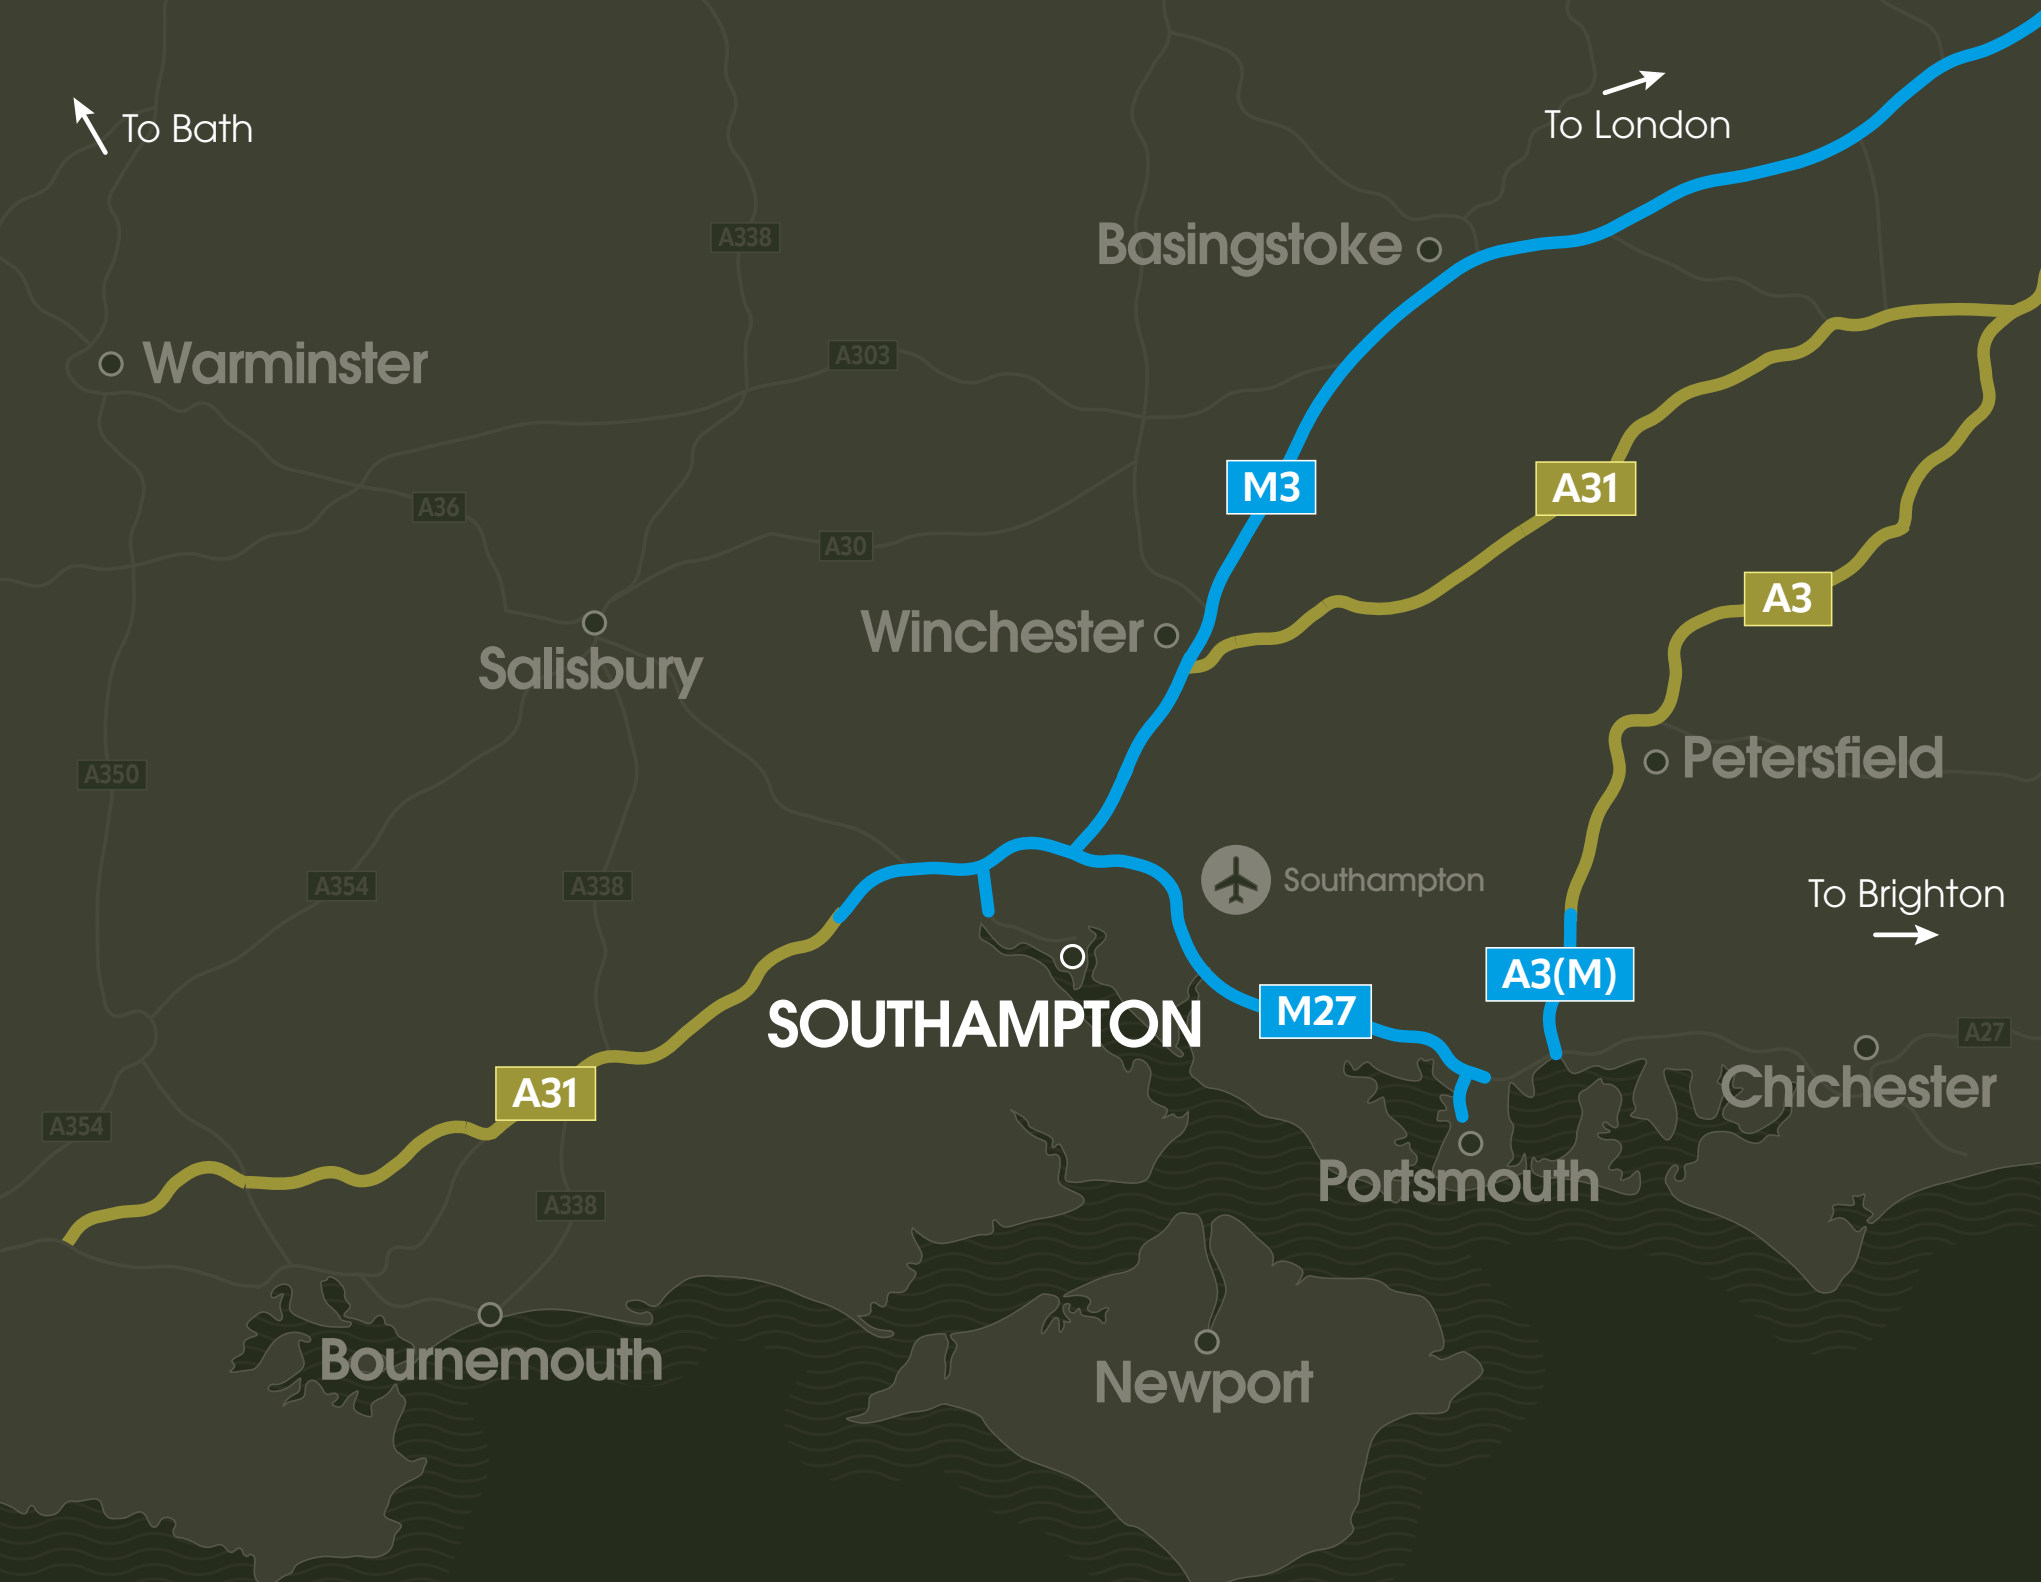 To Bath
To London
A338
Basingstoke
Warminster
A303
M3
A31
A36
A30
A3
Winchester
Salisbury
Petersfield
A350
A354
A338
Southampton
To Brighton
A3(M)
SOUTHAMPTON
M27
A27
Chichester
A31
A354
Portsmouth
A338
Bournemouth
Newport